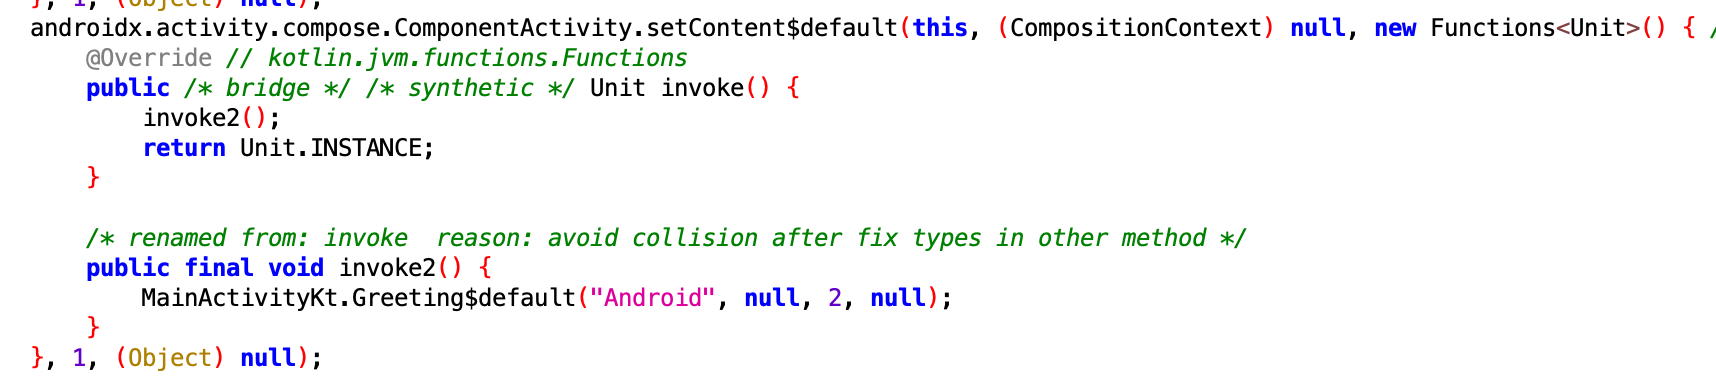 }, 1, (Object) null);
androidx.activity.compose.ComponentActivity.setContent$default(this, (CompositionContext) null, new Functions<Unit>() { /
@Override // kotlin.jvm.functions.Functions
public /* bridge */ /* synthetic */ Unit invoke() {
invoke2();
return Unit.INSTANCE;
}
/* renamed from: invoke  reason: avoid collision after fix types in other method */
public final void invoke2() {
MainActivityKt.Greeting$default("Android", null, 2, null);
}
}, 1, (Object) null);